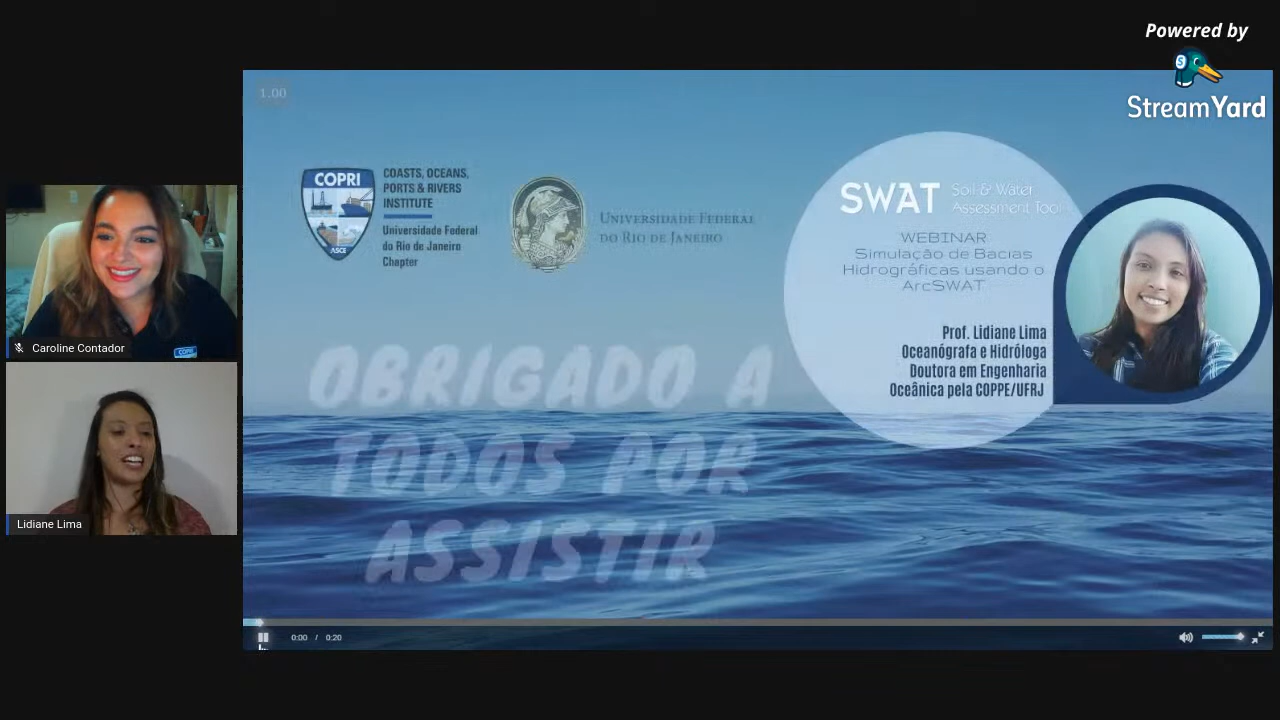 Powered by
StreamYard
1.00
COPRI
ASCE
COASTS, OCEANS,
PORTS & RIVERS
INSTITUTE
Universidade Federal
do Rio de Janeiro
Chapter
UNIVERSIDADE FEDERAL
DO RIO DE JANEIRO
SWAT Soil & Water
Assessment Tool
WEBINAR
Simulação de Bacias
Hidrográficas usando o
ArcSWAT
Prof. Lidiane Lima
Oceanógrafa e Hidróloga
Doutora em Engenharia
Oceânica pela COPPE/UFRJ
OBRIGADO A
TODOS POR
ASSISTIR
Caroline Contador
COPRI
Lidiane Lima
0:00 / 0:20